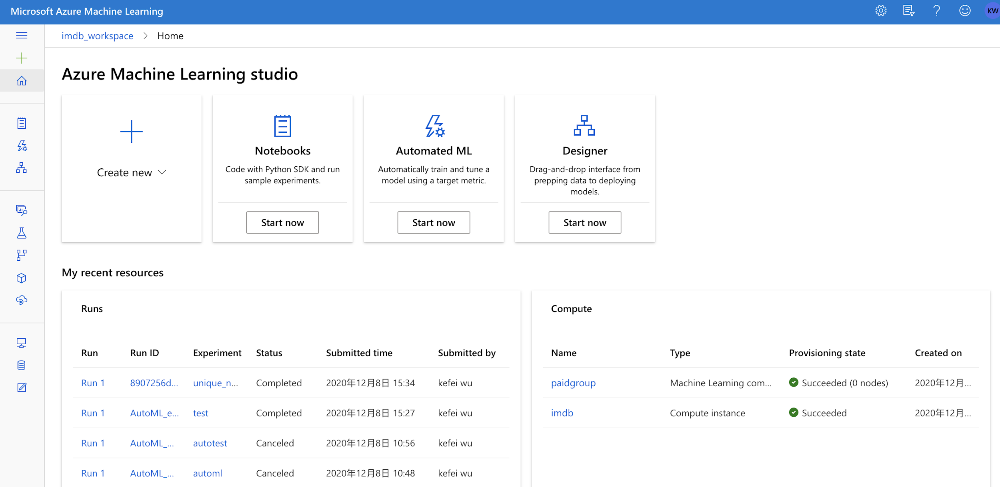 Microsoft Azure Machine Learning
KW
imdb_workspace > Home
Azure Machine Learning studio
Create new
Notebooks
Code with Python SDK and run
sample experiments.
Start now
Automated ML
Automatically train and tune a
model using a target metric.
Start now
Designer
Drag-and-drop interface from
prepping data to deploying
models.
Start now
My recent resources
Runs
Run Run ID Experiment Status Submitted time Submitted by
Run 1 8907256d... unique_n... Completed 2020年12月8日 15:34 kefei wu
Run 1 AutoML_e... test Completed 2020年12月8日 15:27 kefei wu
Run 1 AutoML_... autotest Canceled 2020年12月8日 10:56 kefei wu
Run 1 AutoML_... automl Canceled 2020年12月8日 10:48 kefei wu
Compute
Name Type Provisioning state Created on
paidgroup Machine Learning com... Succeeded (0 nodes) 2020年12月...
imdb Compute instance Succeeded 2020年12月...